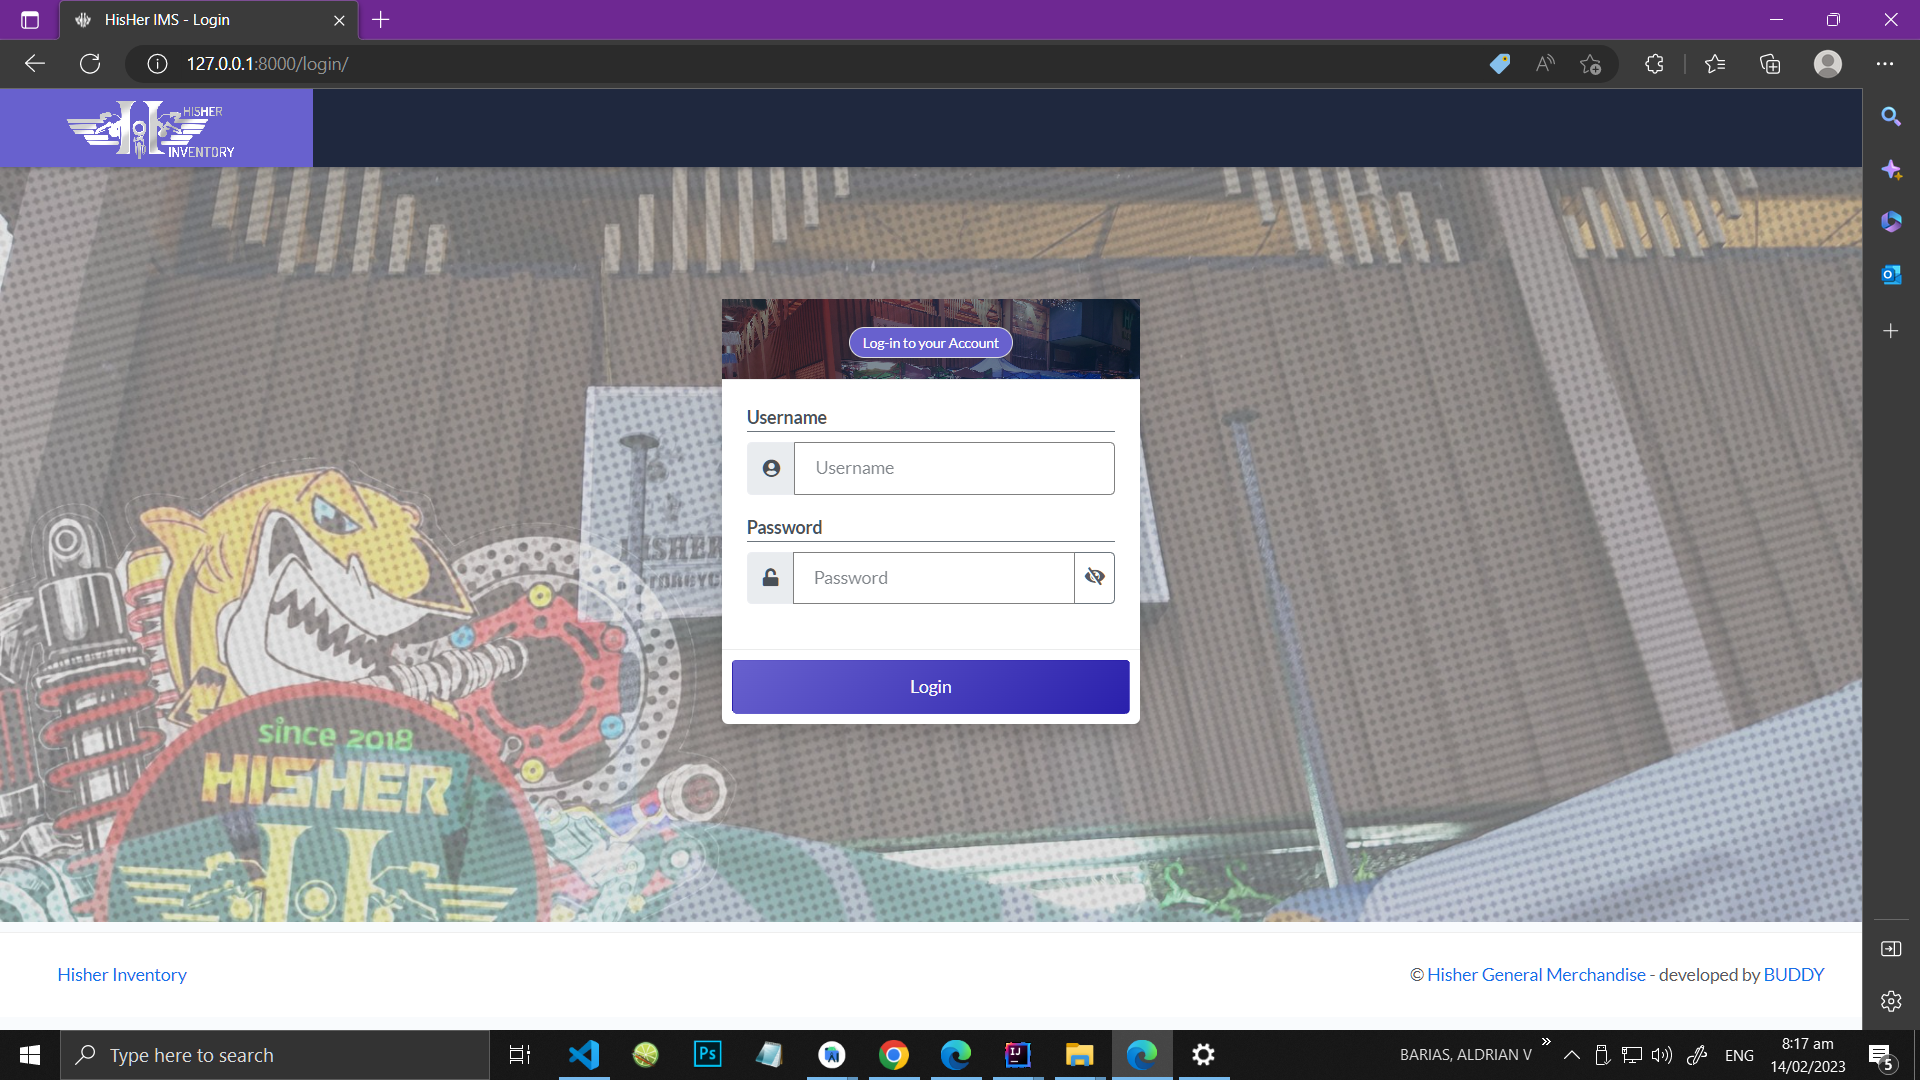 HisHer IMS - Login
127.0.0.1:8000/login/
HISHER
INVENTORY
Log-in to your Account
Username
Username
Password
Password
Login
since 2018
HISHER
Hisher Inventory
© Hisher General Merchandise - developed by BUDDY
Type here to search
Ps
IJ
BARIAS, ALDRIAN V
ENG
8:17 am
14/02/2023
5